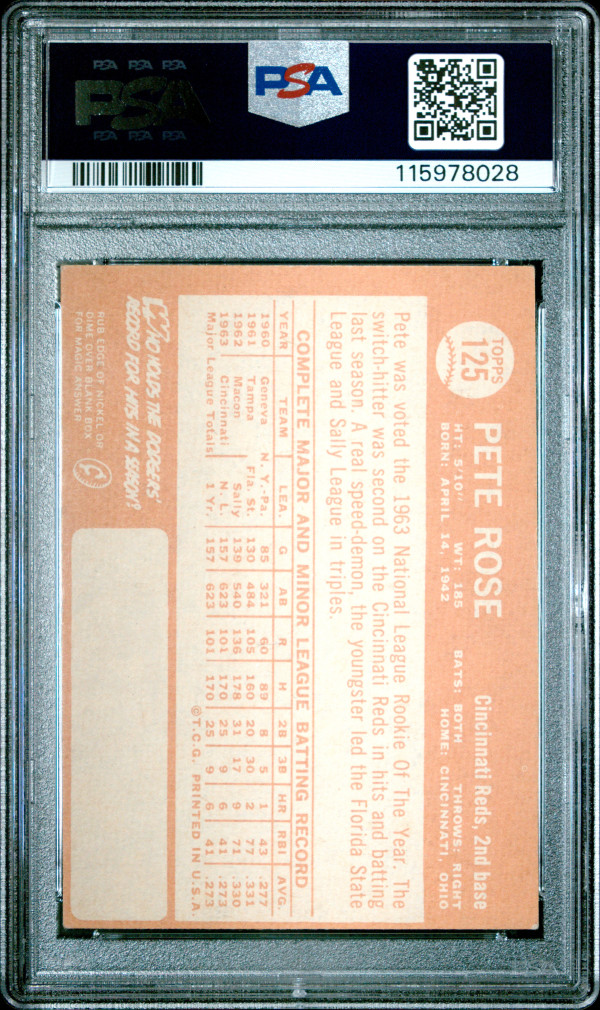 PSA PSA PSA
PSA
PSA PSA PSA
PSA
115978028
TOPPS
125
PETE ROSE
Cincinnati Reds, 2nd base
HT: 5'10" WT: 185 BATS: BOTH THROWS: RIGHT
BORN: APRIL 14, 1942 HOME: CINCINNATI, OHIO
Pete was voted the 1963 National League Rookie Of The Year. The
switch-hitter was second on the Cincinnati Reds in hits and batting
last season. A real speed-demon, the youngster led the Florida State
League and Sally League in triples.
COMPLETE MAJOR AND MINOR LEAGUE BATTING RECORD
YEAR TEAM LEA. G AB R H 2B 3B HR RBI AVG.
1960 Geneva N.Y.-Pa. 85 321 60 89 8 5 1 43 .277
1961 Tampa Fla. St. 130 484 105 160 20 30 2 77 .331
1962 Macon Sally 139 540 136 178 31 17 9 71 .330
1963 Cincinnati N.L. 157 623 101 170 25 9 6 41 .273
Major League Totals 1 Yr. 157 623 101 170 25 9 6 41 .273
©T.C.G. PRINTED IN U.S.A.
WHO HOLDS THE DODGERS'
RECORD FOR HITS IN A SEASON?
RUB EDGE OF NICKEL OR
DIME OVER BLANK BOX
FOR MAGIC ANSWER